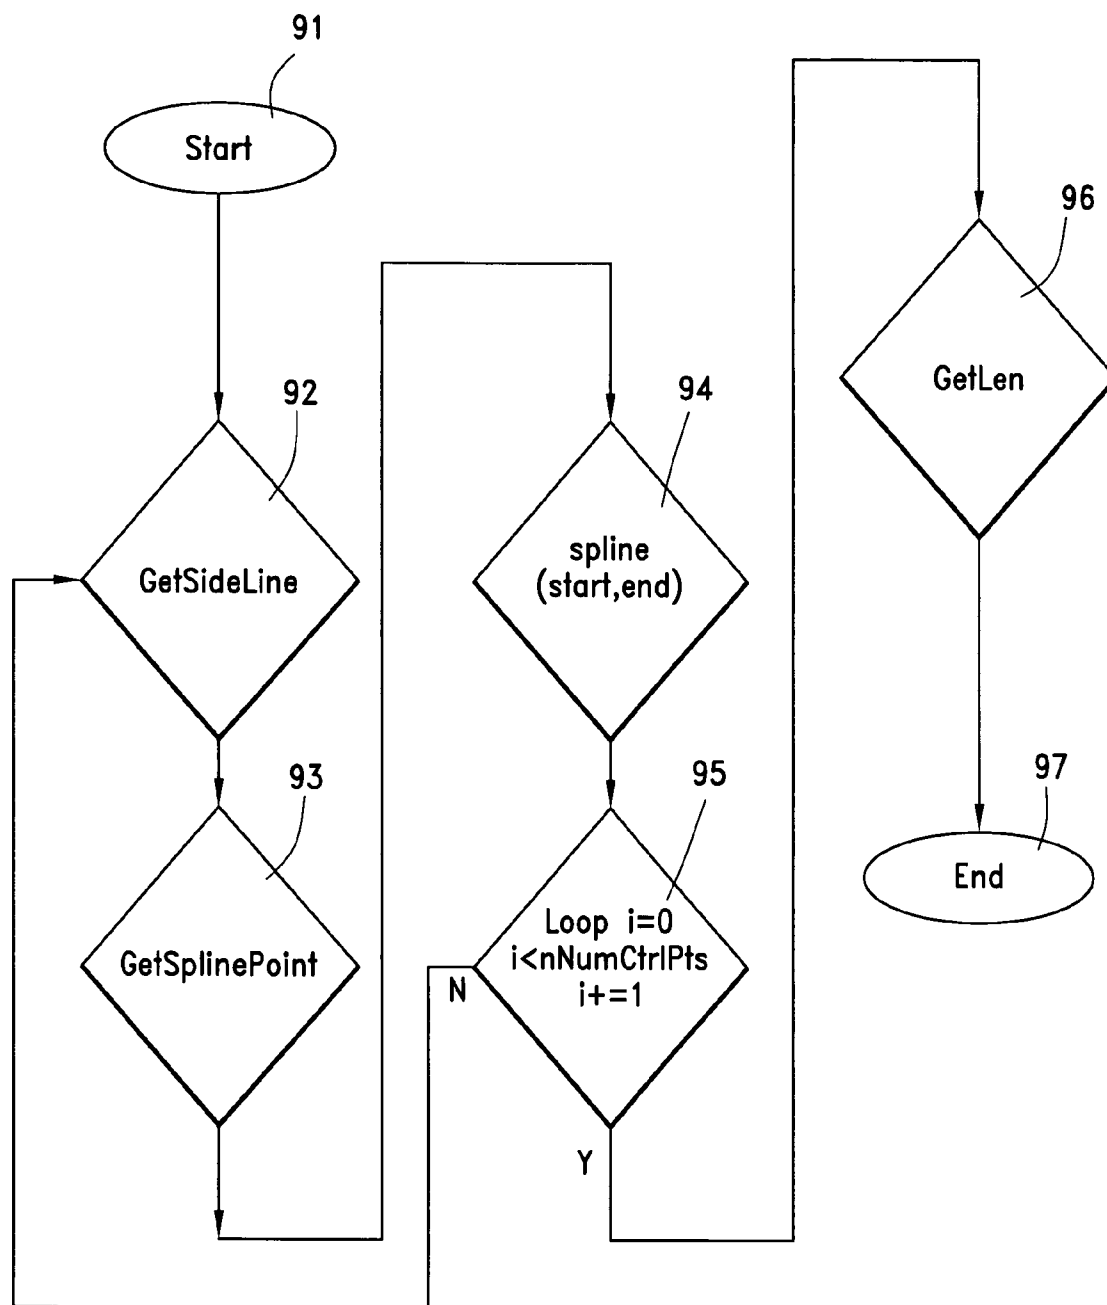 91
Start
92
GetSideLine
93
GetSplinePoint
94
spline
(start,end)
95
Loop i=0
i<nNumCtrlPts
i+=1
N
Y
96
GetLen
97
End